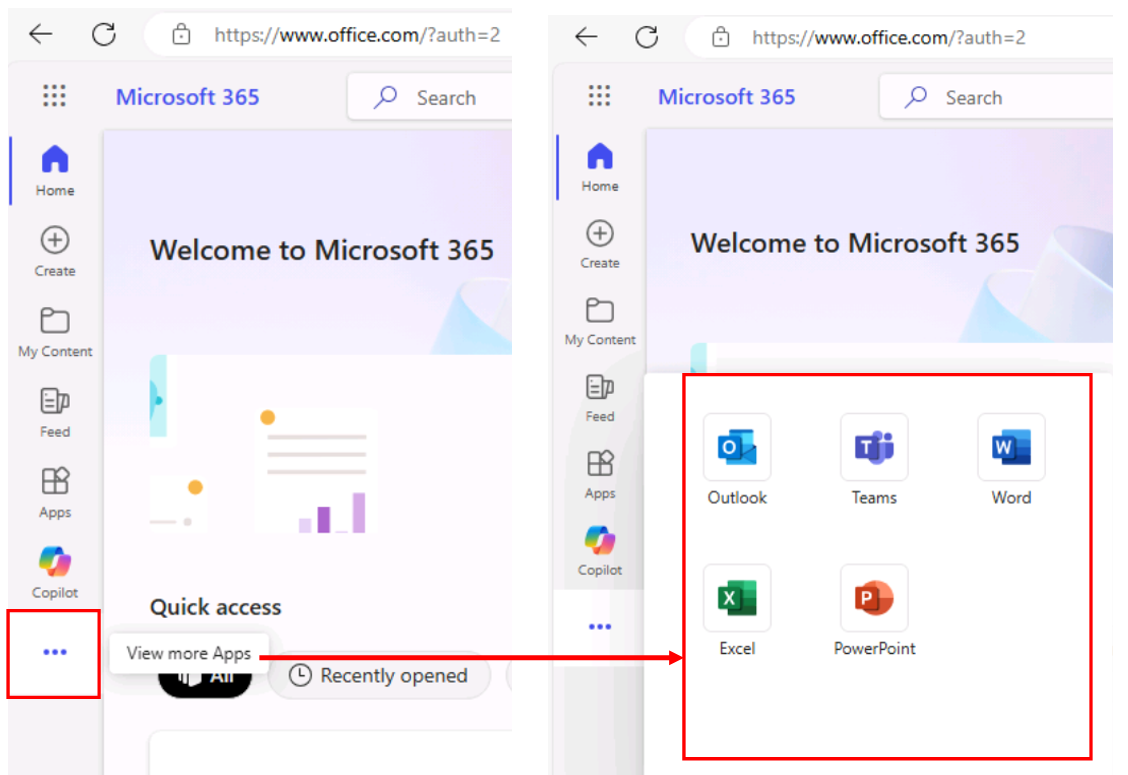 https://www.office.com/?auth=2
Microsoft 365
Search
Home
Create
My Content
Feed
Apps
Copilot
Welcome to Microsoft 365
Quick access
View more Apps
All
Recently opened
https://www.office.com/?auth=2
Microsoft 365
Search
Home
Create
My Content
Feed
Apps
Copilot
Welcome to Microsoft 365
Outlook
Teams
Word
Excel
PowerPoint